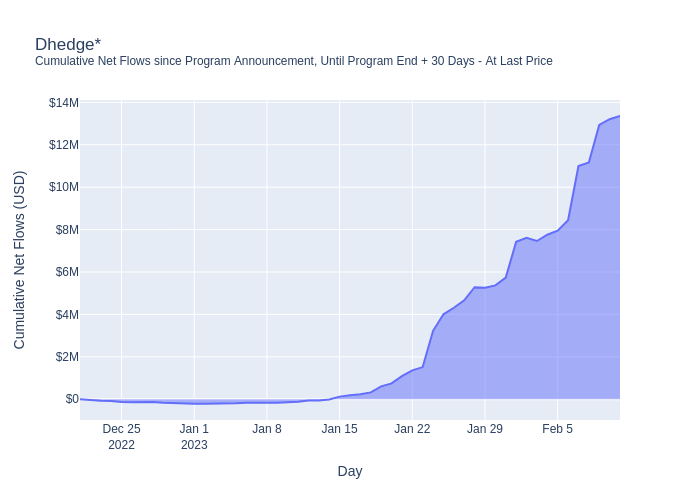 Dhedge*
Cumulative Net Flows since Program Announcement, Until Program End + 30 Days - At Last Price
Cumulative Net Flows (USD)
$14M
$12M
$10M
$8M
$6M
$4M
$2M
$0
Dec 25
2022
Jan 1
2023
Jan 8
Jan 15
Jan 22
Jan 29
Feb 5
Day